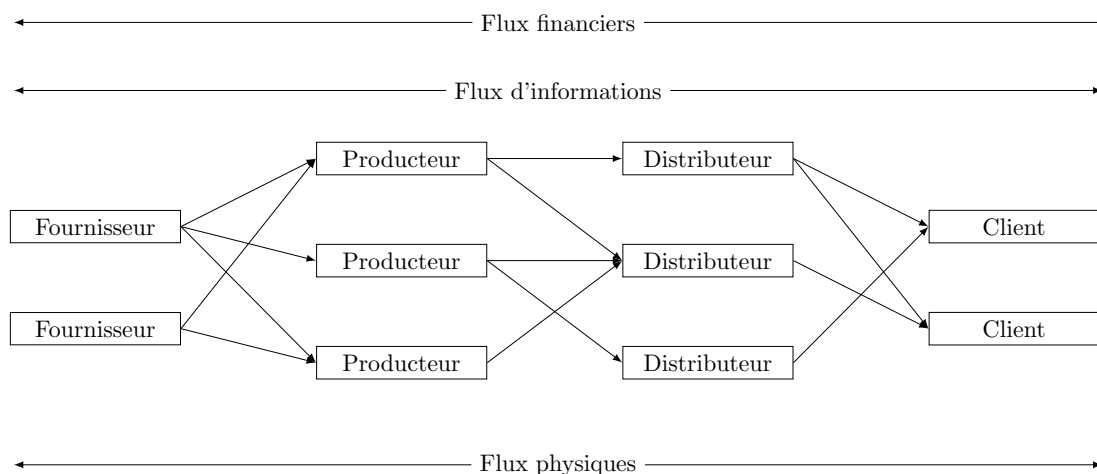 Flux financiers
Flux d'informations
Producteur
Distributeur
Fournisseur
Client
Producteur
Distributeur
Fournisseur
Client
Producteur
Distributeur
Flux physiques